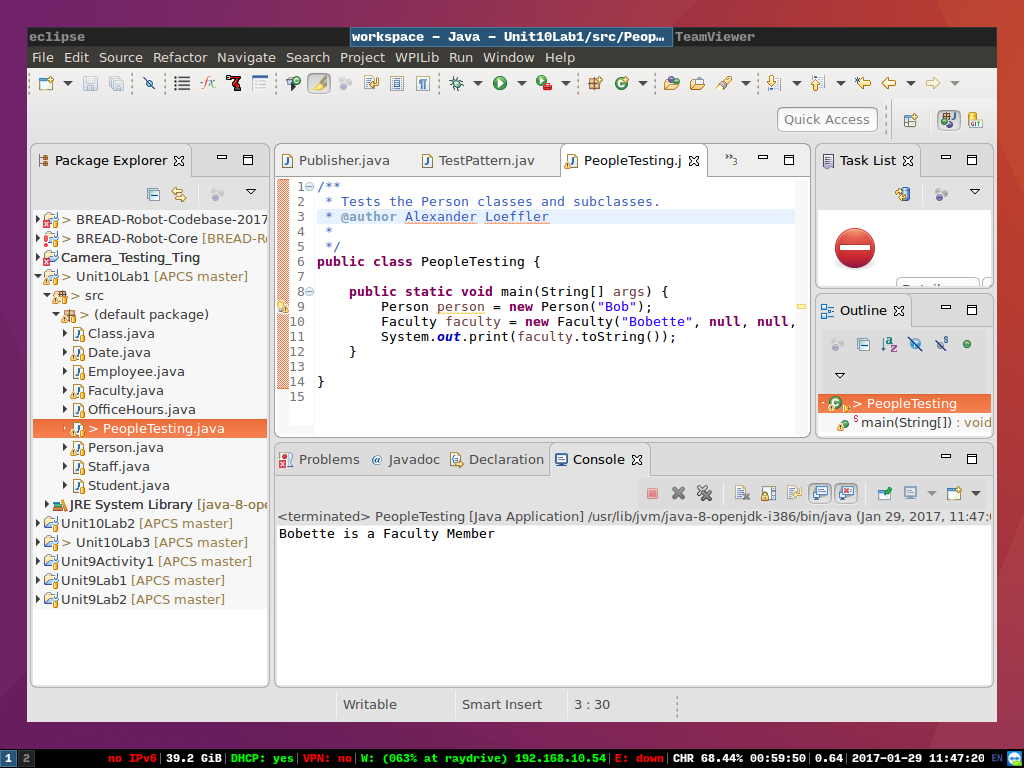 eclipse
workspace – Java – Unit10Lab1/src/Peop…
TeamViewer
File Edit Source Refactor Navigate Search Project WPILib Run Window Help
Quick Access
GIT
Package Explorer
> BREAD-Robot-Codebase-2017
> BREAD-Robot-Core [BREAD-R
Camera_Testing_Ting
> Unit10Lab1 [APCS master]
> src
> (default package)
Class.java
Date.java
Employee.java
Faculty.java
OfficeHours.java
> PeopleTesting.java
Person.java
Staff.java
Student.java
JRE System Library [java-8-ope
Unit10Lab2 [APCS master]
> Unit10Lab3 [APCS master]
Unit9Activity1 [APCS master]
Unit9Lab1 [APCS master]
Unit9Lab2 [APCS master]
Publisher.java
TestPattern.jav
PeopleTesting.j
»3
1 /**
2  * Tests the Person classes and subclasses.
3  * @author Alexander Loeffler
4  *
5  */
6 public class PeopleTesting {
7
8     public static void main(String[] args) {
9         Person person = new Person("Bob");
10         Faculty faculty = new Faculty("Bobette", null, null,
11         System.out.print(faculty.toString());
12     }
13
14 }
15
Task List
Outline
> PeopleTesting
main(String[]) : void
Problems
Javadoc
Declaration
Console
<terminated> PeopleTesting [Java Application] /usr/lib/jvm/java-8-openjdk-i386/bin/java (Jan 29, 2017, 11:47:
Bobette is a Faculty Member
Writable
Smart Insert
3 : 30
1 2
no IPv6|39.2 GiB|DHCP: yes|VPN: no|W: (063% at raydrive) 192.168.10.54|E: down|CHR 68.44% 00:59:50|0.64|2017-01-29 11:47:20 EN